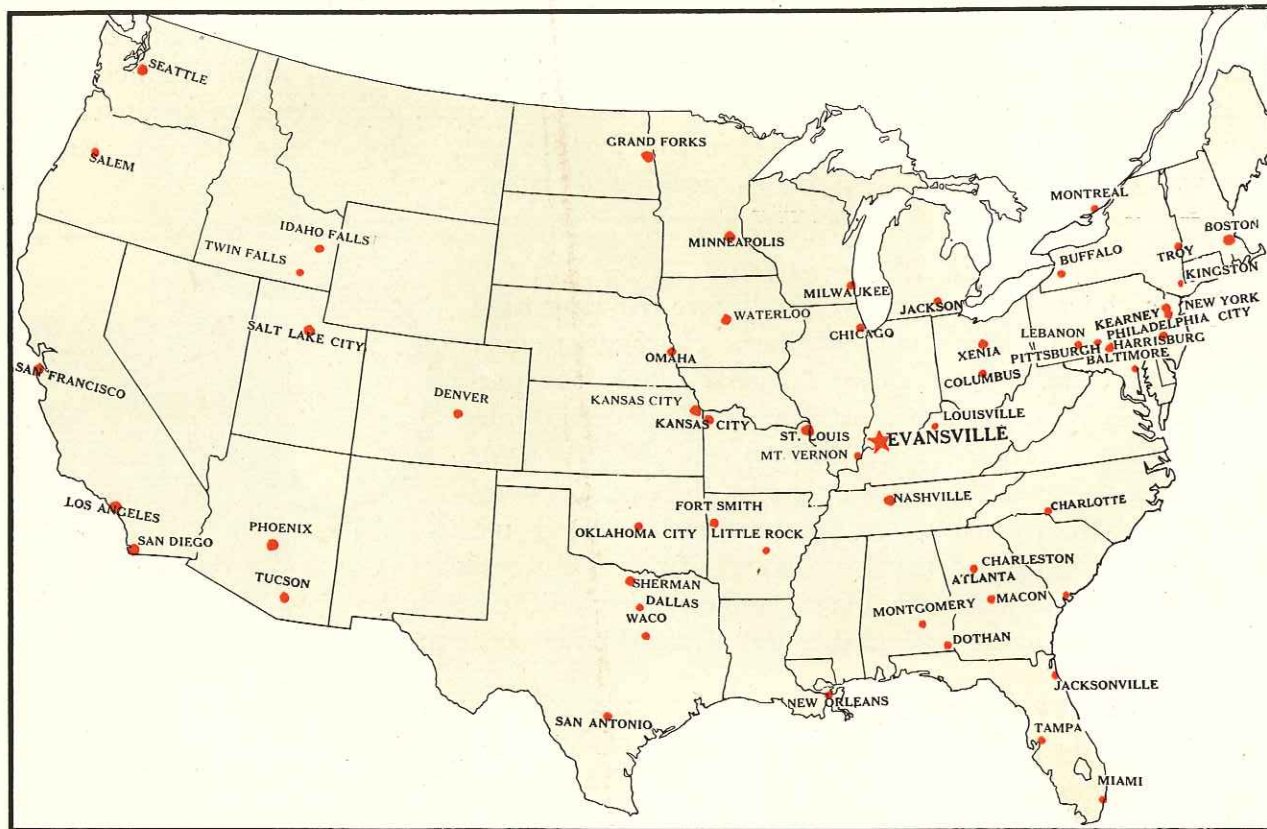 SEATTLE
SALEM
IDAHO FALLS
TWIN FALLS
SALT LAKE CITY
SAN FRANCISCO
LOS ANGELES
SAN DIEGO
PHOENIX
TUCSON
DENVER
GRAND FORKS
MINNEAPOLIS
WATERLOO
OMAHA
KANSAS CITY
KANSAS CITY
MILWAUKEE
CHICAGO
JACKSON
ST. LOUIS
MT. VERNON
EVANSVILLE
LOUISVILLE
XENIA
COLUMBUS
MONTREAL
BUFFALO
TROY
BOSTON
KINGSTON
NEW YORK
CITY
KEARNEY
PHILADELPHIA
LEBANON
HARRISBURG
PITTSBURGH
BALTIMORE
NASHVILLE
CHARLOTTE
FORT SMITH
OKLAHOMA CITY
LITTLE ROCK
SHERMAN
DALLAS
WACO
SAN ANTONIO
NEW ORLEANS
CHARLESTON
ATLANTA
MACON
MONTGOMERY
DOTHAN
JACKSONVILLE
TAMPA
MIAMI